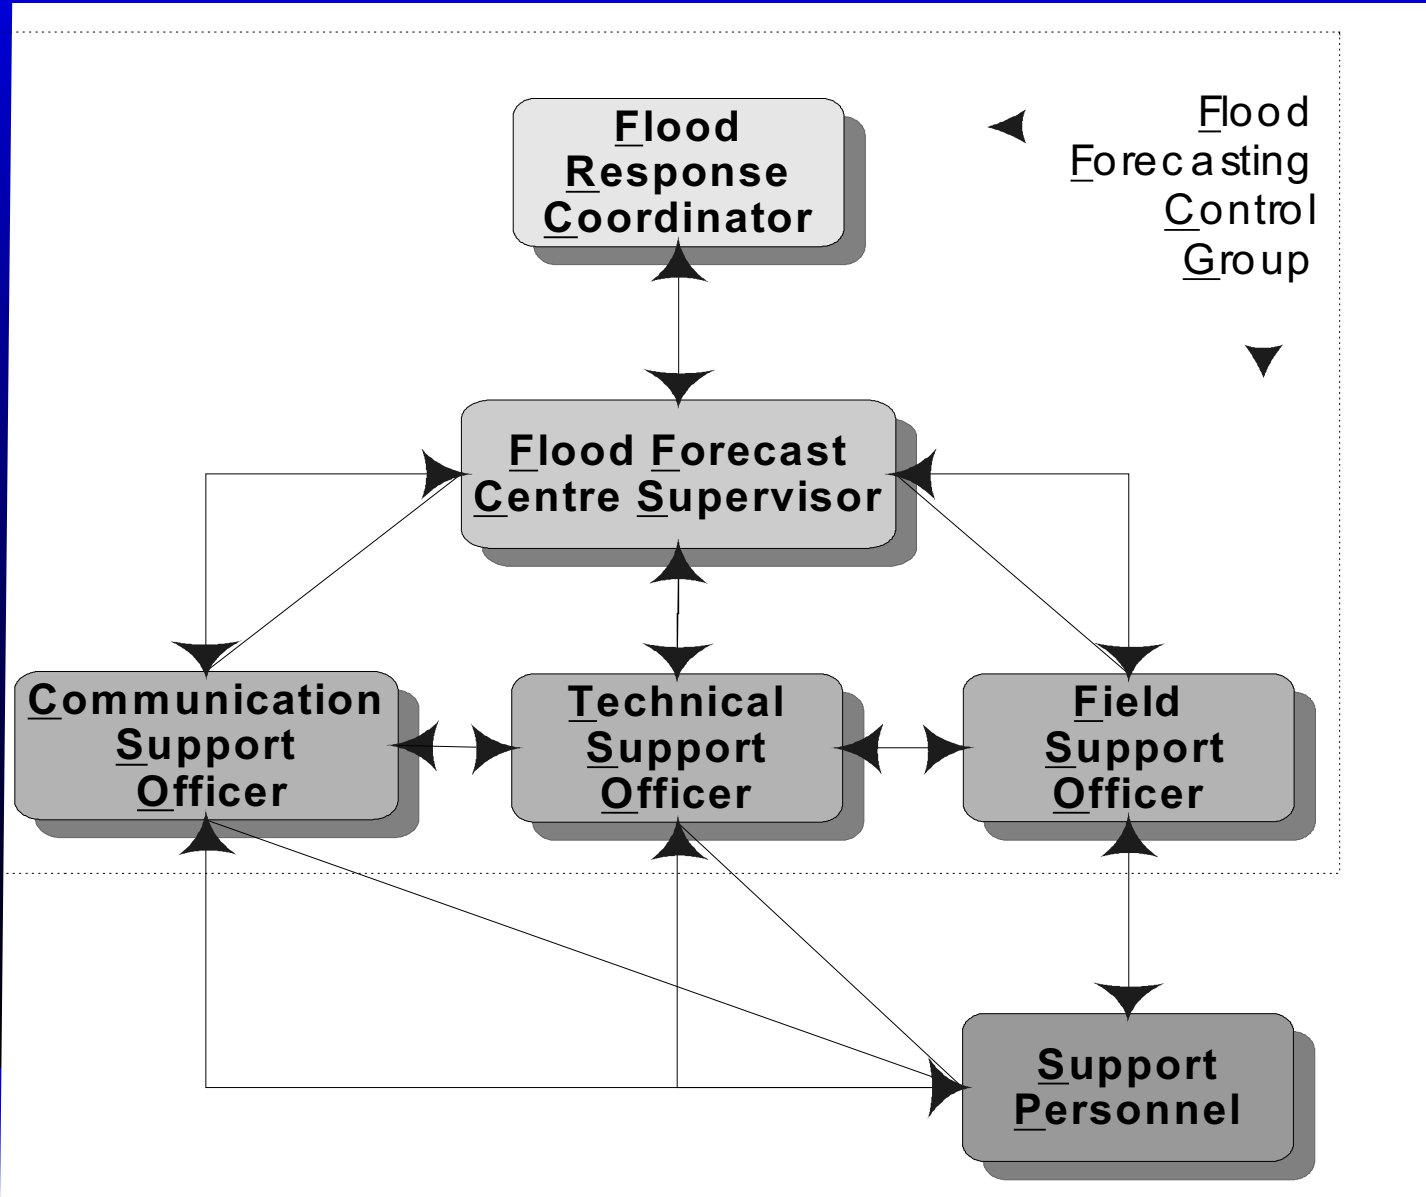 Flood
Response
Coordinator
Flood
Forecasting
Control
Group
Flood Forecast
Centre Supervisor
Communication
Support
Officer
Technical
Support
Officer
Field
Support
Officer
Support
Personnel